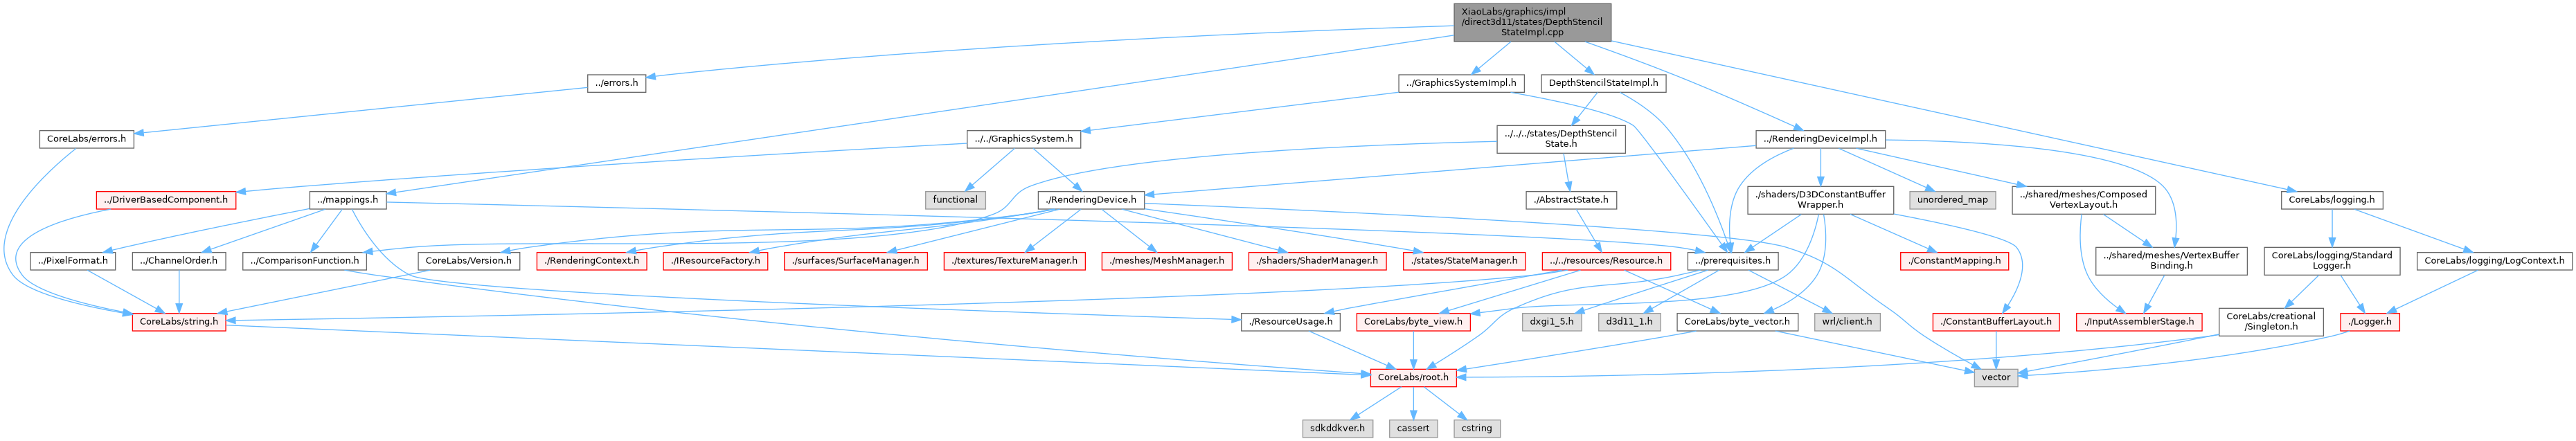 XiaoLabs/graphics/impl
/direct3d11/states/DepthStencil
StateImpl.cpp
../errors.h
../GraphicsSystemImpl.h
DepthStencilStateImpl.h
CoreLabs/errors.h
../../GraphicsSystem.h
../../../states/DepthStencil
State.h
../RenderingDeviceImpl.h
../DriverBasedComponent.h
../mappings.h
functional
./RenderingDevice.h
./AbstractState.h
./shaders/D3DConstantBuffer
Wrapper.h
unordered_map
../shared/meshes/Composed
VertexLayout.h
CoreLabs/logging.h
../PixelFormat.h
../ChannelOrder.h
../ComparisonFunction.h
CoreLabs/Version.h
./RenderingContext.h
./IResourceFactory.h
./surfaces/SurfaceManager.h
./textures/TextureManager.h
./meshes/MeshManager.h
./shaders/ShaderManager.h
./states/StateManager.h
../../resources/Resource.h
../prerequisites.h
./ConstantMapping.h
../shared/meshes/VertexBuffer
Binding.h
CoreLabs/logging/Standard
Logger.h
CoreLabs/logging/LogContext.h
CoreLabs/string.h
./ResourceUsage.h
CoreLabs/byte_view.h
dxgi1_5.h
d3d11_1.h
CoreLabs/byte_vector.h
wrl/client.h
./ConstantBufferLayout.h
./InputAssemblerStage.h
CoreLabs/creational
/Singleton.h
./Logger.h
CoreLabs/root.h
vector
sdkddkver.h
cassert
cstring